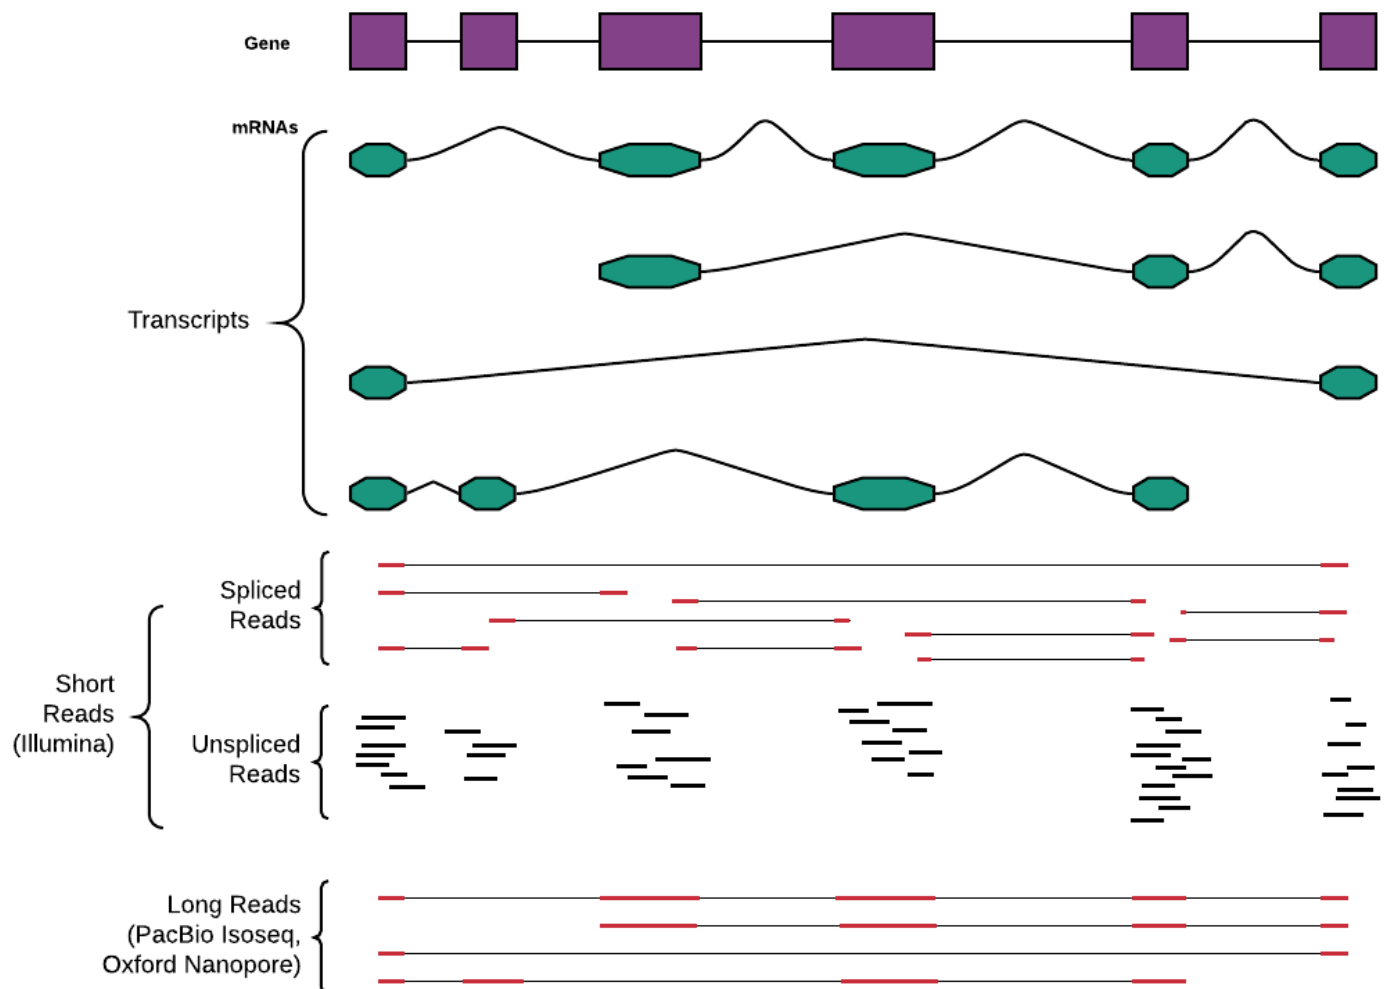 Gene
mRNAs
Transcripts
Spliced
Reads
Short
Reads
(Illumina)
Unspliced
Reads
Long Reads
(PacBio Isoseq,
Oxford Nanopore)